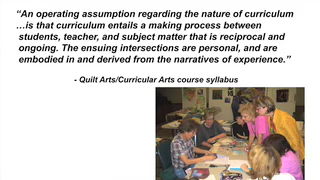 “An operating assumption regarding the nature of curriculum
…is that curriculum entails a making process between
students, teacher, and subject matter that is reciprocal and
ongoing. The ensuing intersections are personal, and are
embodied in and derived from the narratives of experience.”
- Quilt Arts/Curricular Arts course syllabus